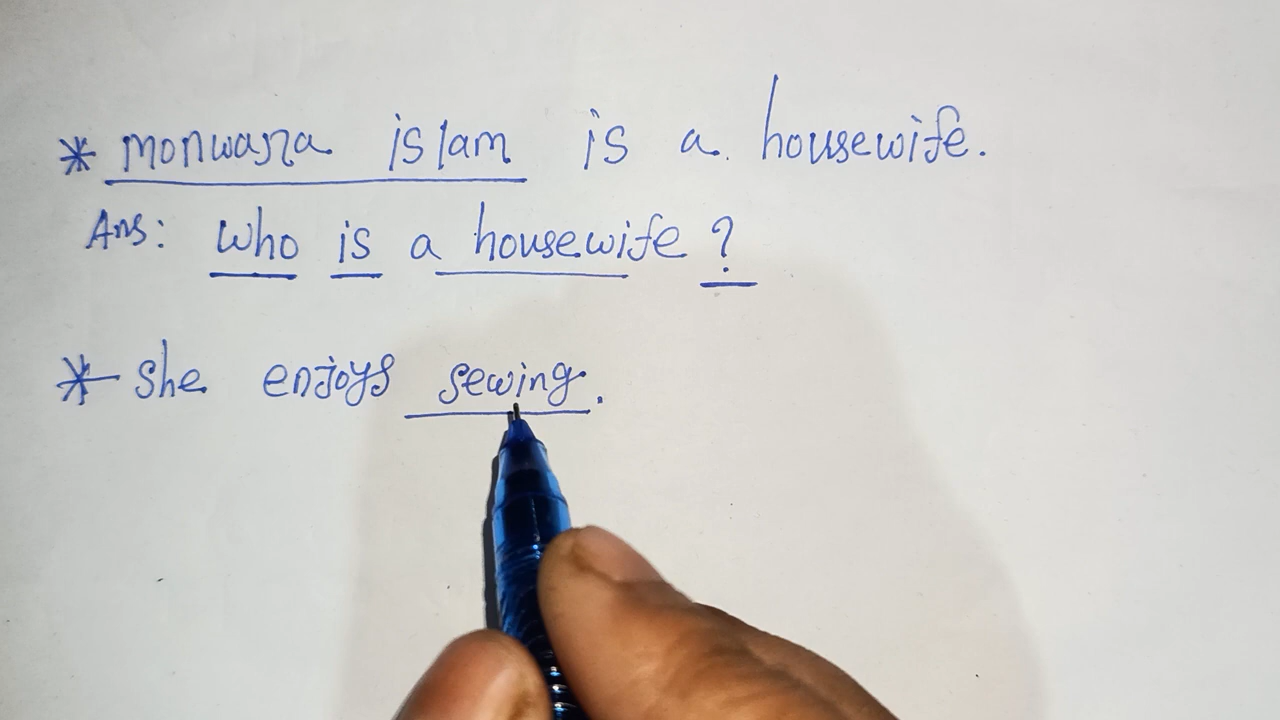 * monwara islam is a housewife.
Ans: Who is a housewife?
* She enjoys sewing.